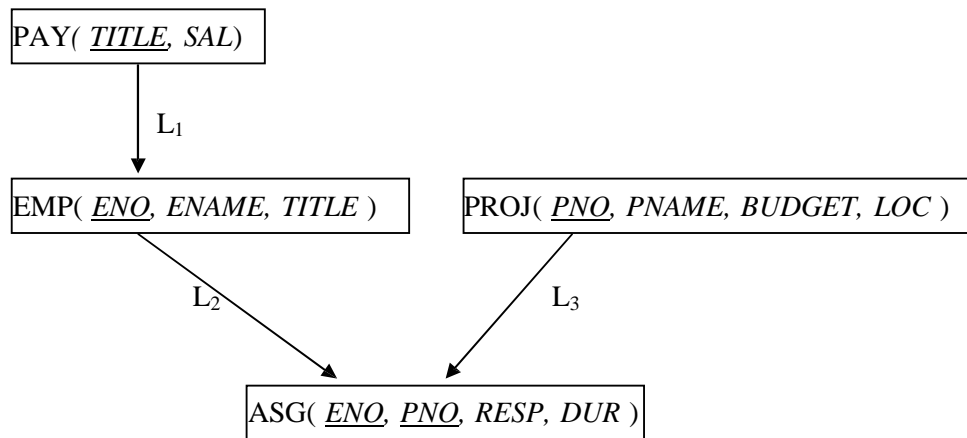 PAY( TITLE, SAL)
L1
EMP( ENO, ENAME, TITLE )
PROJ( PNO, PNAME, BUDGET, LOC )
L2
L3
ASG( ENO, PNO, RESP, DUR )